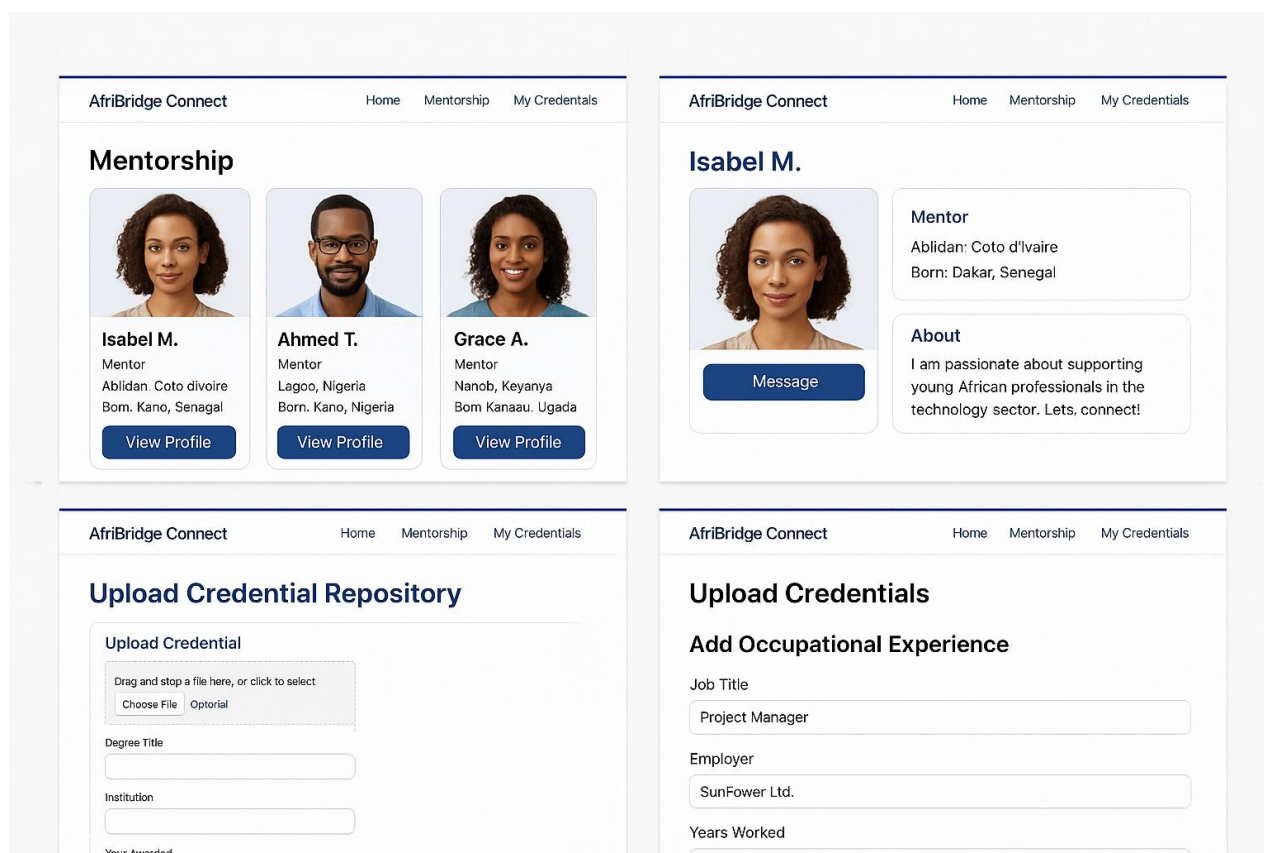 AfriBridge Connect
Home Mentorship My Credentals
Mentorship
Isabel M.
Mentor
Ablidan. Coto divoire
Bom. Kano, Senagal
View Profile
Ahmed T.
Mentor
Lagoo, Nigeria
Born. Kano, Nigeria
View Profile
Grace A.
Mentor
Nanob, Keyanya
Bom Kanaau. Ugada
View Profile
AfriBridge Connect
Home Mentorship My Credentials
Isabel M.
Message
Mentor
Ablidan: Coto d'Ivaire
Born: Dakar, Senegal
About
I am passionate about supporting
young African professionals in the
technology sector. Lets, connect!
AfriBridge Connect
Home Mentorship My Credentials
Upload Credential Repository
Upload Credential
Drag and stop a file here, or click to select
Choose File Optorial
Degree Title
Institution
Your Awarded
AfriBridge Connect
Home Mentorship My Credentials
Upload Credentials
Add Occupational Experience
Job Title
Project Manager
Employer
SunFower Ltd.
Years Worked